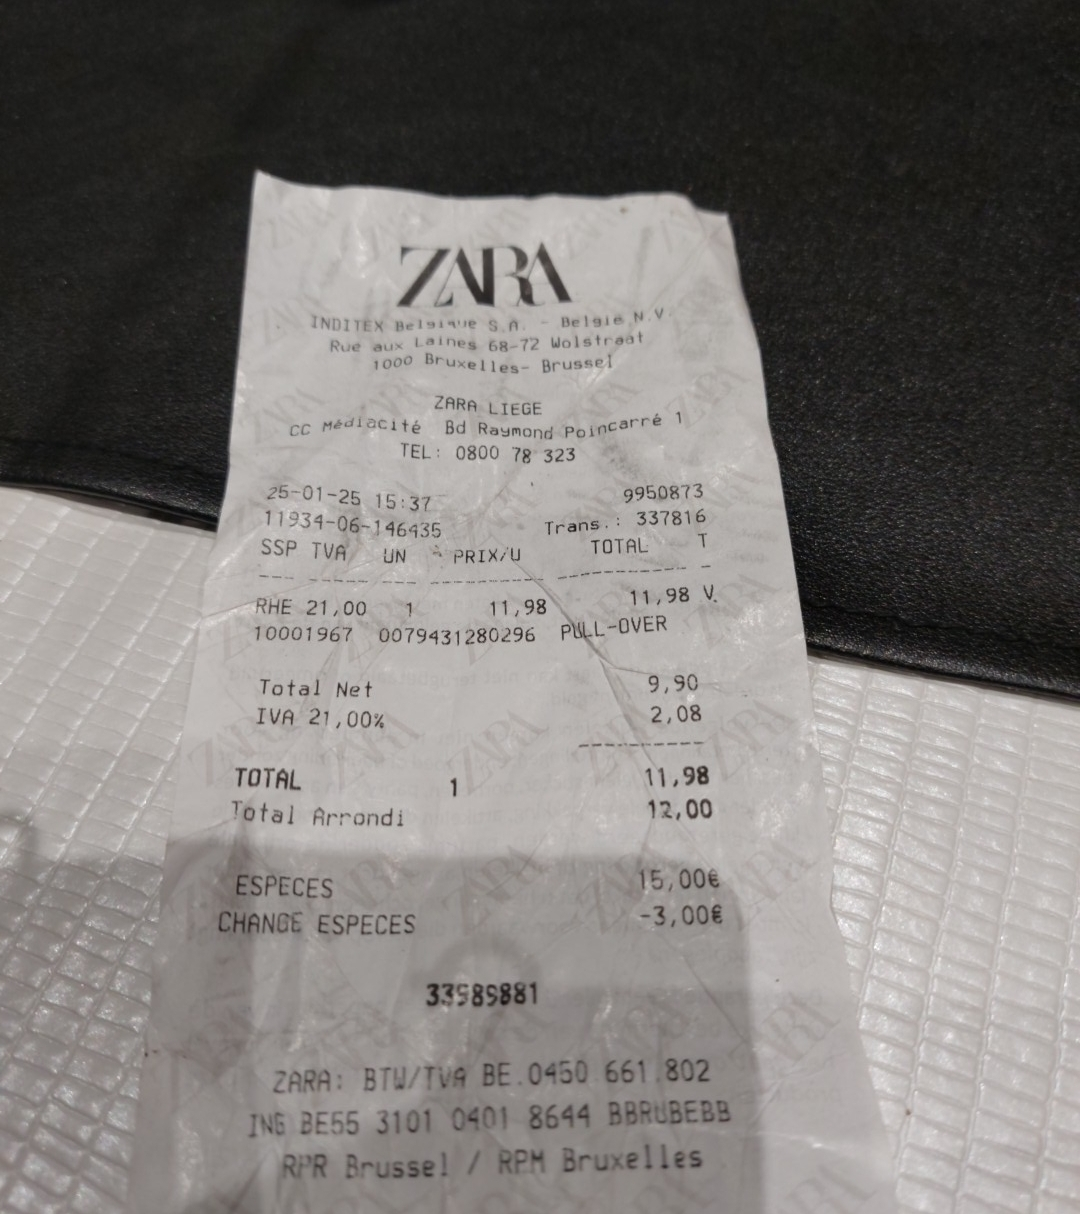 ZARA
INDITEX Belgique S.A. - Belgie N.V.
Rue aux Laines 68-72 Wolstraat
1000 Bruxelles- Brussel
ZARA LIEGE
CC Médiacité Bd Raymond Poincarré 1
TEL: 0800 78 323
25-01-25 15:37 9950873
11934-06-146435 Trans.: 337816
SSP TVA UN PRIX/U TOTAL T
RHE 21,00 1 11,98 11,98 V.
10001967 0079431280296 PULL-OVER
Total Net 9,90
IVA 21,00% 2,08
TOTAL 1 11,98
Total Arrondi 12,00
ESPECES 15,00€
CHANGE ESPECES -3,00€
33989881
ZARA: BTW/TVA BE.0450 661.802
ING BE55 3101 0401 8644 BBRUBEBB
RPR Brussel / RPM Bruxelles